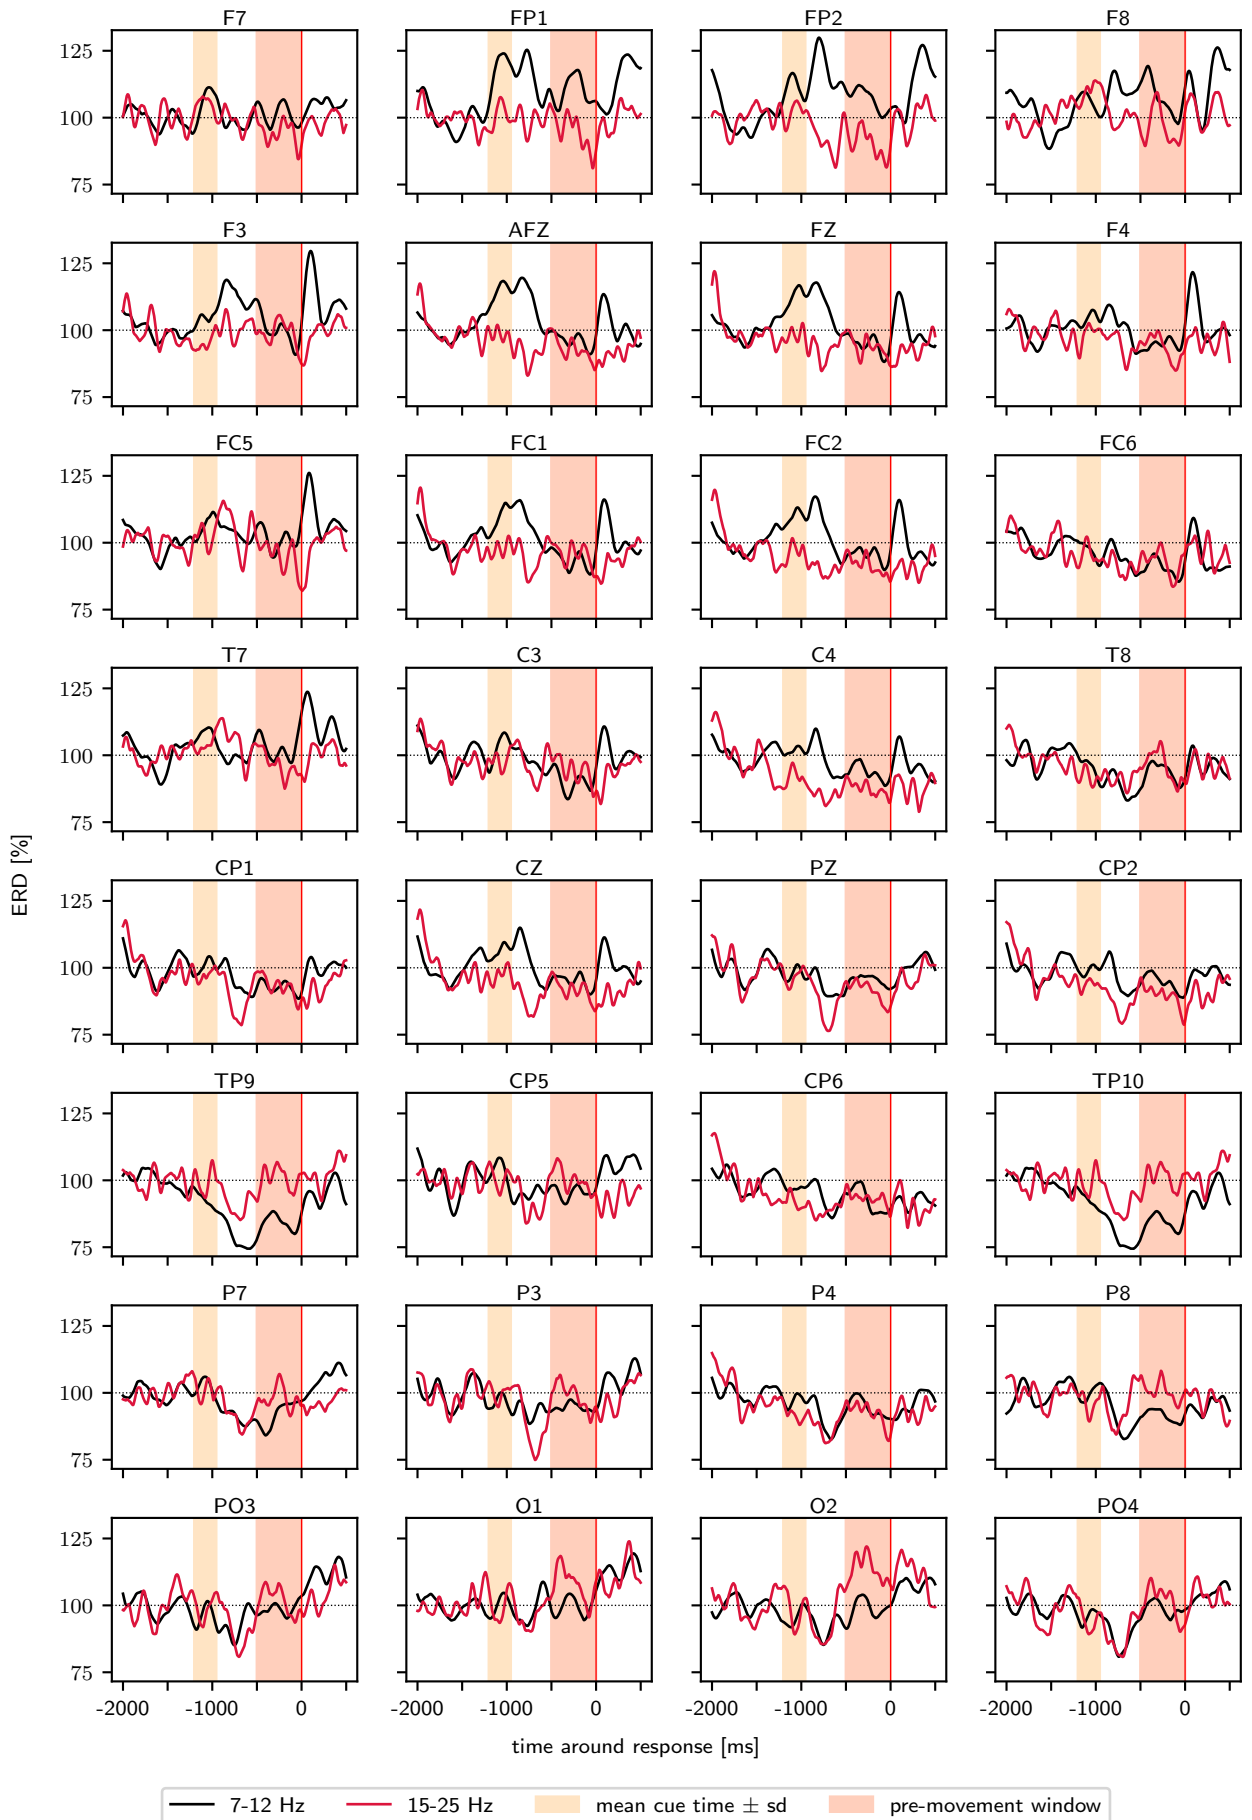 F7 FP1 FP2 F8
125
100
75
F3 AFZ FZ F4
125
100
75
FC5 FC1 FC2 FC6
125
100
75
T7 C3 C4 T8
125
100
75
ERD [%]
CP1 CZ PZ CP2
125
100
75
TP9 CP5 CP6 TP10
125
100
75
P7 P3 P4 P8
125
100
75
PO3 O1 O2 PO4
125
100
75
-2000 -1000 0 -2000 -1000 0 -2000 -1000 0 -2000 -1000 0
time around response [ms]
7-12 Hz 15-25 Hz mean cue time ± sd pre-movement window